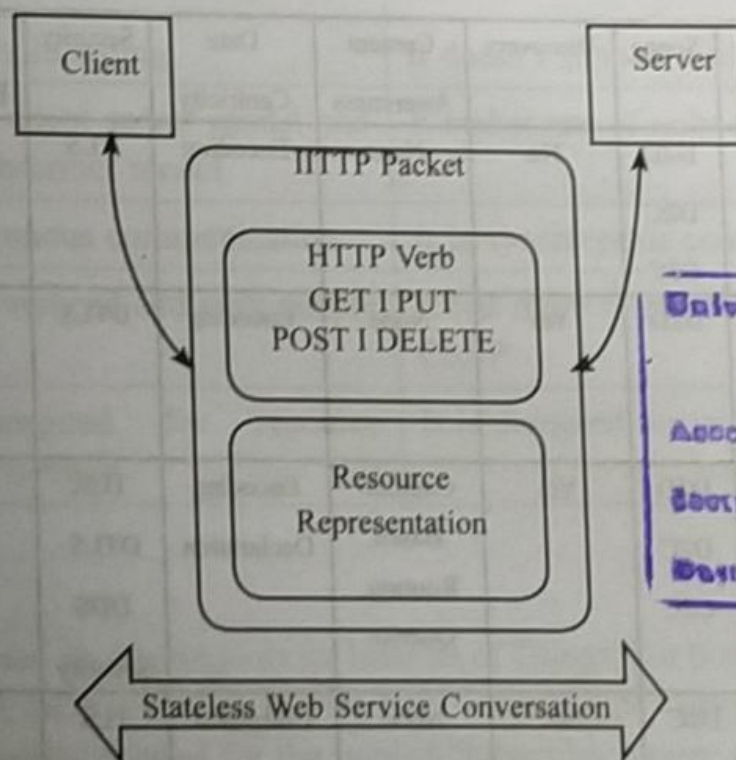 Client
Server
HTTP Packet
HTTP Verb
GET I PUT
POST I DELETE
Resource
Representation
Stateless Web Service Conversation